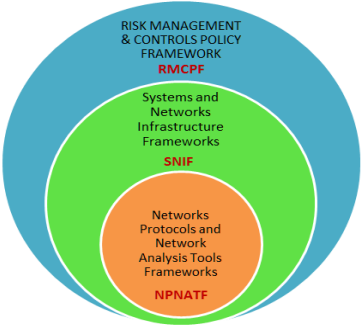 RISK MANAGEMENT
& CONTROLS POLICY
FRAMEWORK
RMCPF
Systems and
Networks
Infrastructure
Frameworks
SNIF
Networks
Protocols and
Network
Analysis Tools
Frameworks
NPNATF